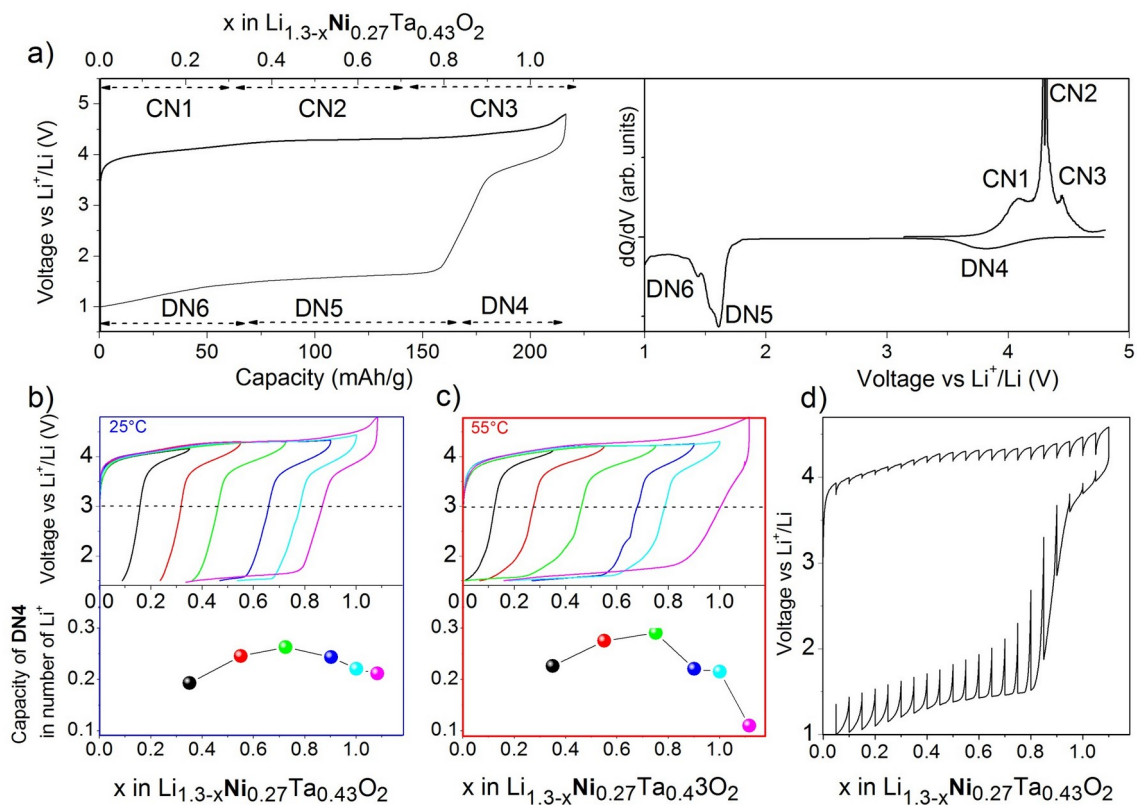 x in Li1.3-xNi0.27Ta0.43O2
a)
0.0 0.2 0.4 0.6 0.8 1.0
CN1 CN2 CN3
5
4
3
2
1
Voltage vs Li+/Li (V)
DN6 DN5 DN4
0 50 100 150 200
Capacity (mAh/g)
dQ/dV (arb. units)
CN2
CN1 CN3
DN4
DN6
DN5
1 2 3 4 5
Voltage vs Li+/Li (V)
b)
25°C
Voltage vs Li+/Li (V)
4
3
2
0.0 0.2 0.4 0.6 0.8 1.0
Capacity of DN4
in number of Li+
0.3
0.2
0.1
0.0 0.2 0.4 0.6 0.8 1.0
x in Li1.3-xNi0.27Ta0.43O2
c)
55°C
Voltage vs Li+/Li (V)
4
3
2
0.0 0.2 0.4 0.6 0.8 1.0
0.3
0.2
0.1
0.0 0.2 0.4 0.6 0.8 1.0
x in Li1.3-xNi0.27Ta0.43O2
d)
Voltage vs Li+/Li
4
3
2
1
0.0 0.2 0.4 0.6 0.8 1.0
x in Li1.3-xNi0.27Ta0.43O2